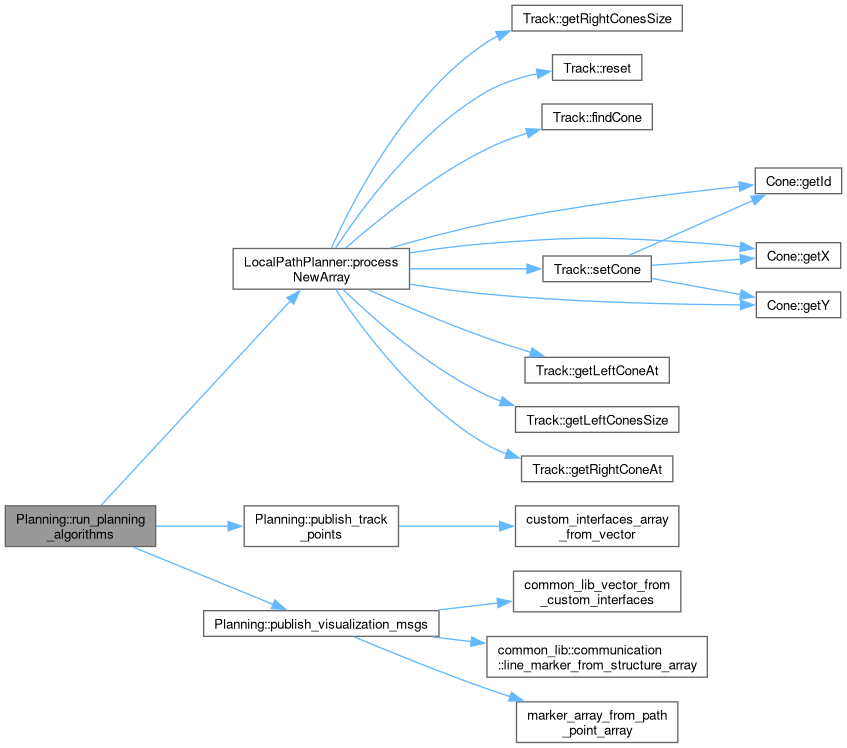 Track::getRightConesSize
Track::reset
Track::findCone
Cone::getId
LocalPathPlanner::process
NewArray
Track::setCone
Cone::getX
Cone::getY
Track::getLeftConeAt
Track::getLeftConesSize
Track::getRightConeAt
Planning::run_planning
_algorithms
Planning::publish_track
_points
custom_interfaces_array
_from_vector
common_lib_vector_from
_custom_interfaces
Planning::publish_visualization_msgs
common_lib::communication
::line_marker_from_structure_array
marker_array_from_path
_point_array